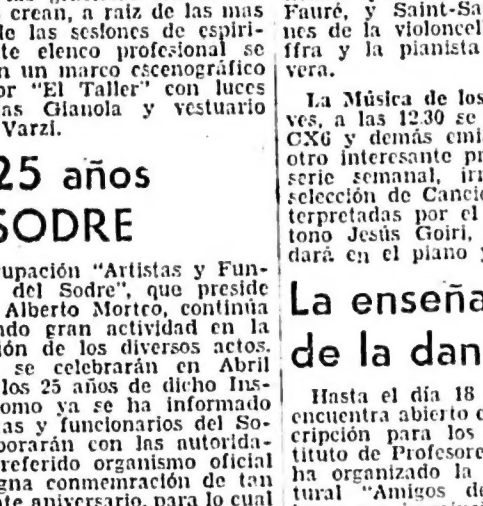 crean, a raiz de las mas
de las sesiones de espiri-
te elenco profesional se
n un marco escenográfico
or "El Taller" con luces
as Gianola y vestuario
Varzi.
25 años
SODRE
upación "Artistas y Fun-
del Sodre", que preside
Alberto Morteo, continúa
ndo gran actividad en la
ión de los diversos actos.
se celebrarán en Abril
los 25 años de dicho Ins-
omo ya se ha informado
as y funcionarios del So-
borarán con las autorida-
referido organismo oficial
gna conmemración de tan
te aniversario, para lo cual
Fauré, y Saint-Sa
nes de la violoncel
ffra y la pianista
vera.
La Música de los
ves, a las 12.30 se
CX6 y demás emi
otro interesante pr
serie semanal, irr
selección de Cancio
terpretadas por el
tono Jesús Goiri,
dará en el piano y
La enseña
de la dan
Hasta el día 18
encuentra abierto
cripción para los
tituto de Profesore
ha organizado la
tural "Amigos de